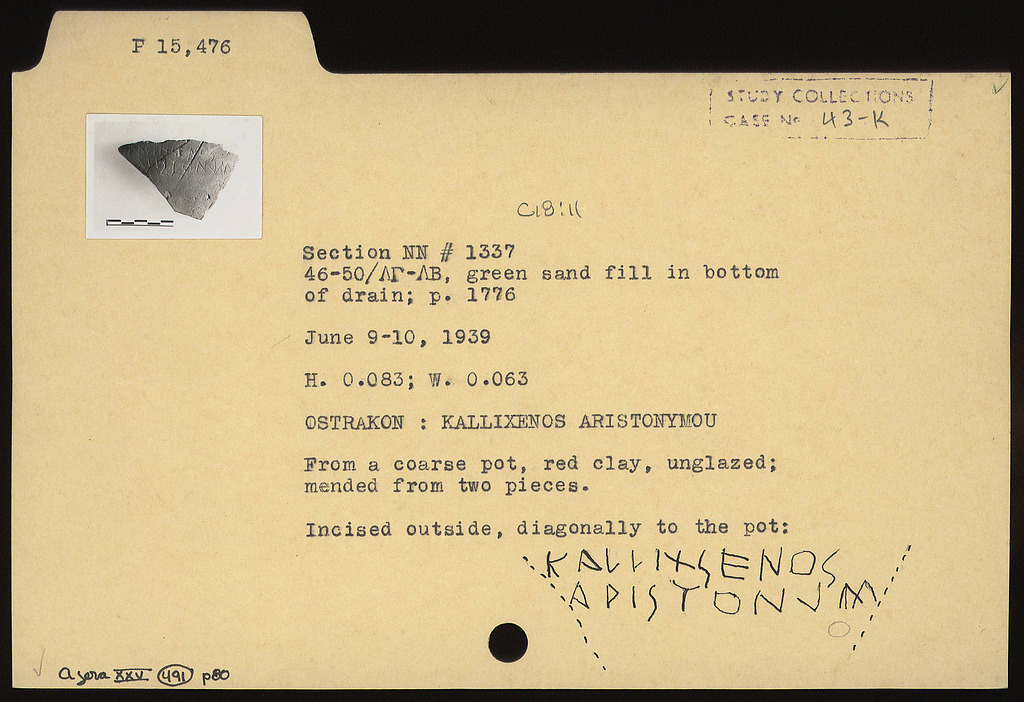 P 15,476
STUDY COLLECTIONS
CASE No 43-K
C18:11
Section NN # 1337
46-50/ΛΓ-ΛΒ, green sand fill in bottom
of drain; p. 1776
June 9-10, 1939
H. 0.083; W. 0.063
OSTRAKON : KALLIXENOS ARISTONYMOU
From a coarse pot, red clay, unglazed;
mended from two pieces.
Incised outside, diagonally to the pot:
KALLIXSENOS
ARISTONYM
O
Agora XXV 491 p80